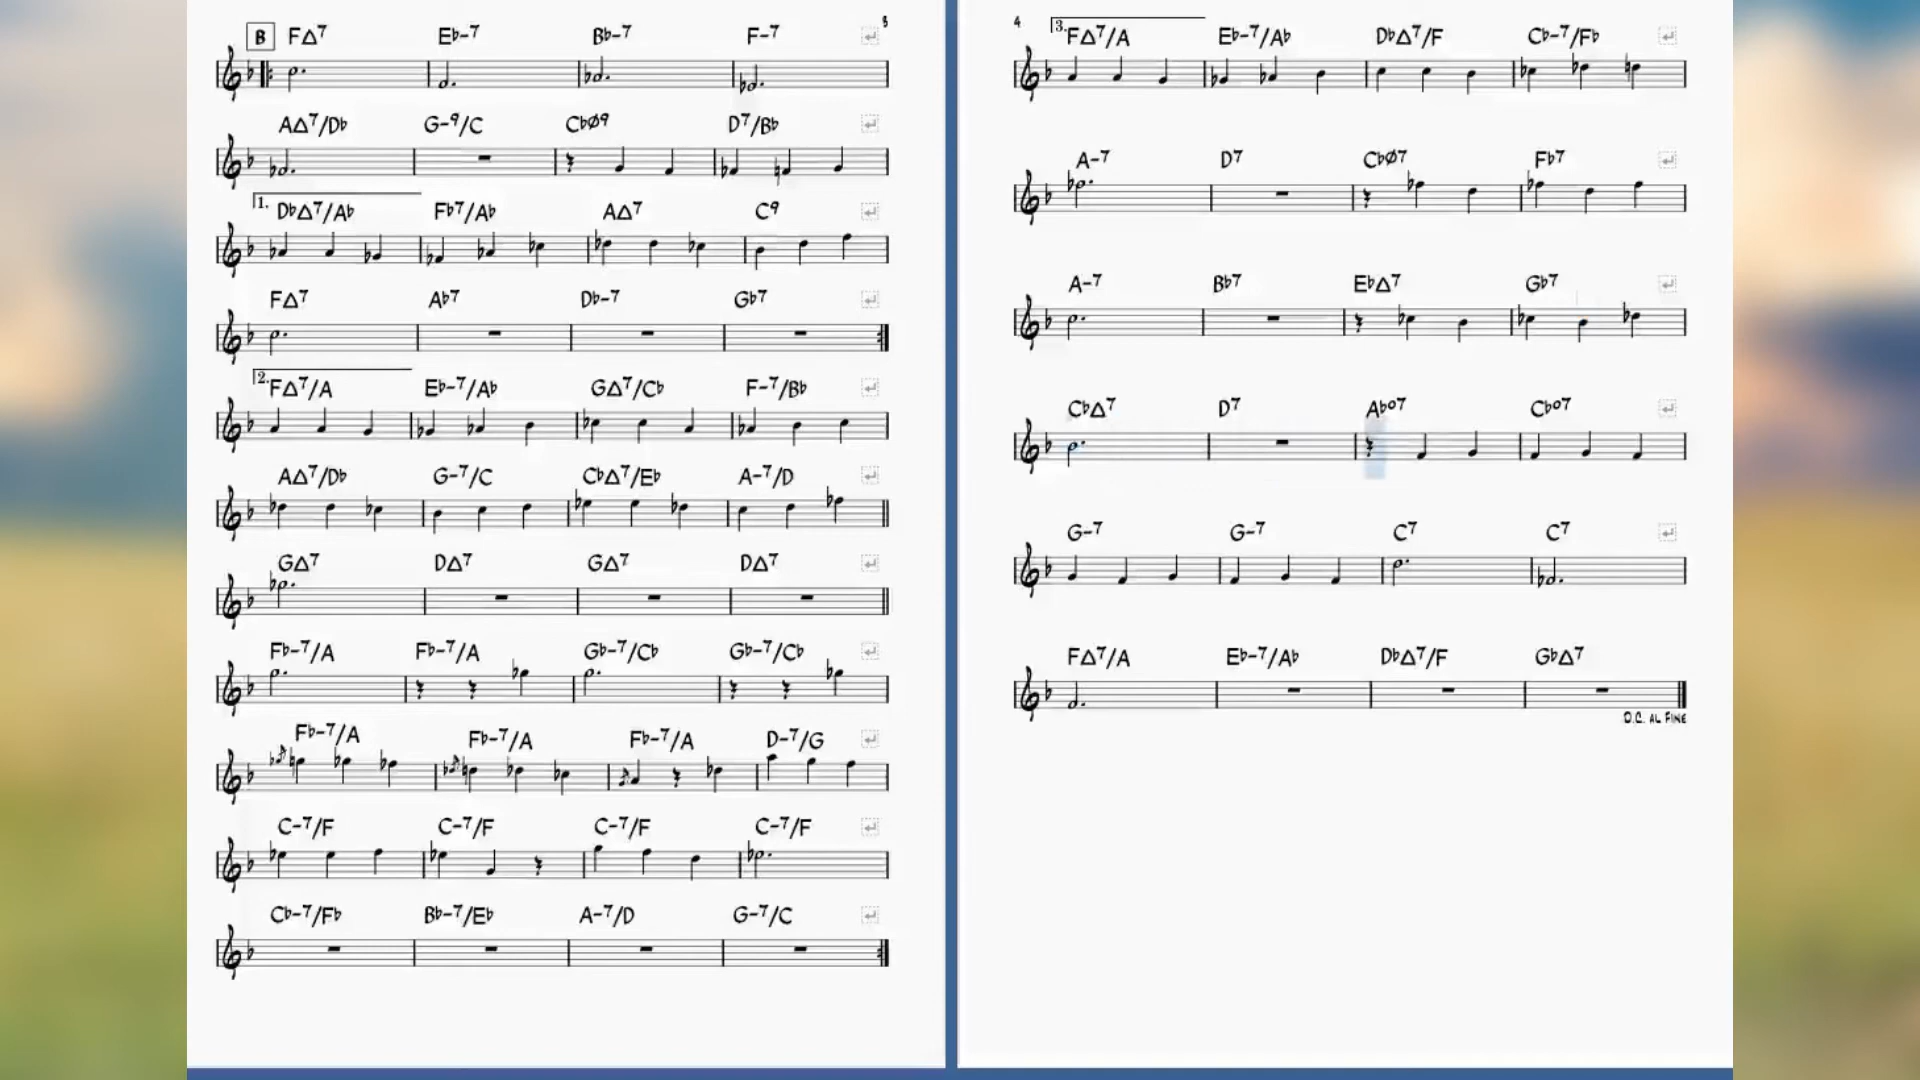 3
B FΔ7 E♭-7 B♭-7 F-7
AΔ7/D♭ G-9/C C♭ø9 D7/B♭
1. D♭Δ7/A♭ F♭7/A♭ AΔ7 C9
FΔ7 A♭7 D♭-7 G♭7
2. FΔ7/A E♭-7/A♭ GΔ7/C♭ F-7/B♭
AΔ7/D♭ G-7/C C♭Δ7/E♭ A-7/D
GΔ7 DΔ7 GΔ7 DΔ7
F♭-7/A F♭-7/A G♭-7/C♭ G♭-7/C♭
F♭-7/A F♭-7/A F♭-7/A D-7/G
C-7/F C-7/F C-7/F C-7/F
C♭-7/F♭ B♭-7/E♭ A-7/D G-7/C
4
3. FΔ7/A E♭-7/A♭ D♭Δ7/F C♭-7/F♭
A-7 D7 C♭ø7 F♭7
A-7 B♭7 E♭Δ7 G♭7
C♭Δ7 D7 A♭o7 C♭o7
G-7 G-7 C7 C7
FΔ7/A E♭-7/A♭ D♭Δ7/F G♭Δ7
D.C. AL FINE